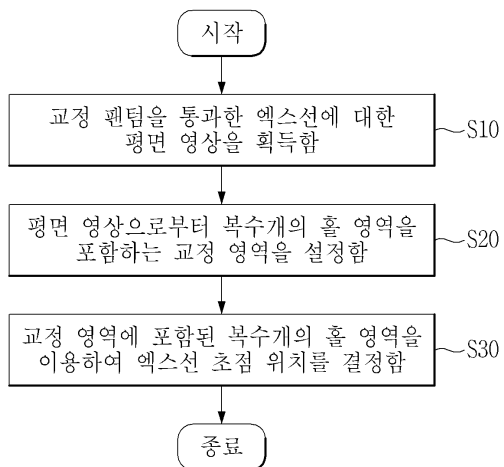 시작
교정 팬텀을 통과한 엑스선에 대한
평면 영상을 획득함
S10
평면 영상으로부터 복수개의 홀 영역을
포함하는 교정 영역을 설정함
S20
교정 영역에 포함된 복수개의 홀 영역을
이용하여 엑스선 초점 위치를 결정함
S30
종료